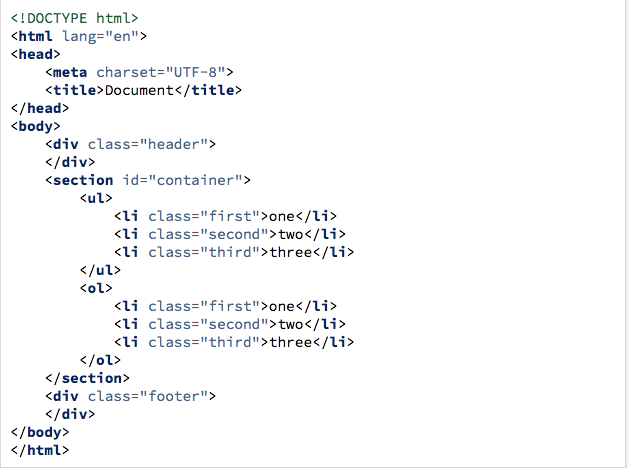 <!DOCTYPE html>
<html lang="en">
<head>
    <meta charset="UTF-8">
    <title>Document</title>
</head>
<body>
    <div class="header">
    </div>
    <section id="container">
        <ul>
            <li class="first">one</li>
            <li class="second">two</li>
            <li class="third">three</li>
        </ul>
        <ol>
            <li class="first">one</li>
            <li class="second">two</li>
            <li class="third">three</li>
        </ol>
    </section>
    <div class="footer">
    </div>
</body>
</html>